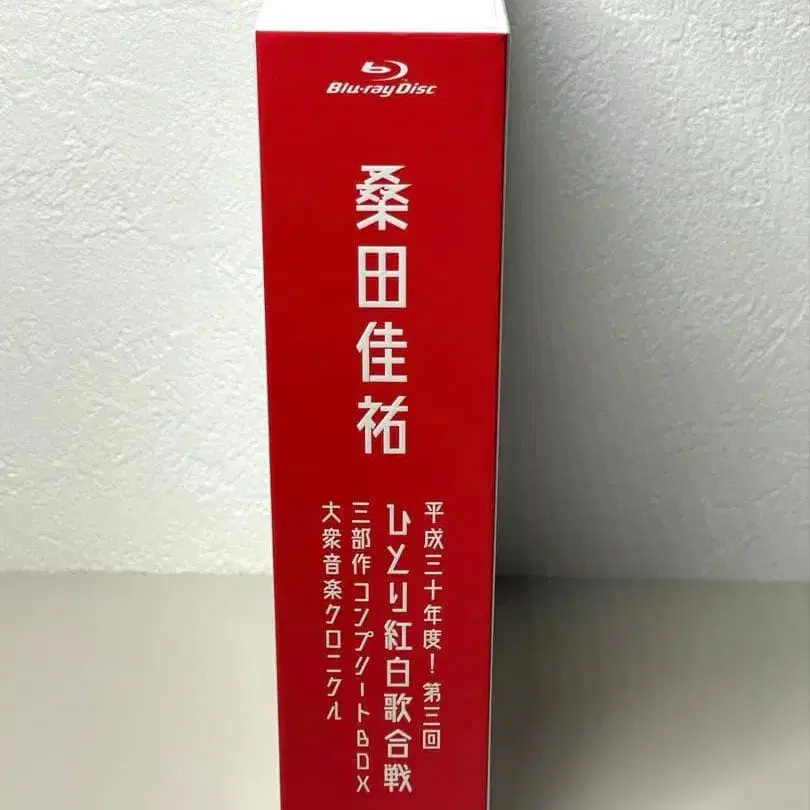 Blu-ray Disc
桑田佳祐
平成三十年度！第三回
ひとり紅白歌合戦
三部作コンプリートBOX
大衆音楽クロニクル